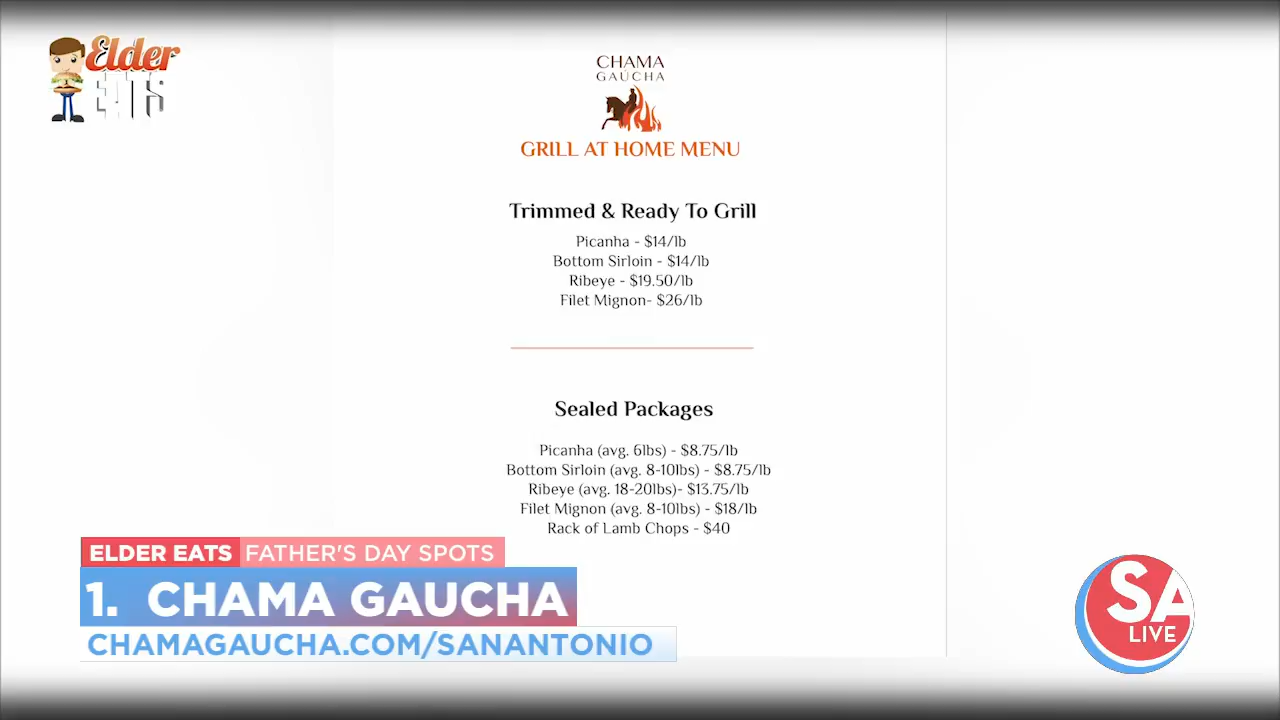 Elder
EATS
CHAMA
GAÚCHA
GRILL AT HOME MENU
Trimmed & Ready To Grill
Picanha - $14/lb
Bottom Sirloin - $14/lb
Ribeye - $19.50/lb
Filet Mignon- $26/lb
Sealed Packages
Picanha (avg. 6lbs) - $8.75/lb
Bottom Sirloin (avg. 8-10lbs) - $8.75/lb
Ribeye (avg. 18-20lbs)- $13.75/lb
Filet Mignon (avg. 8-10lbs) - $18/lb
Rack of Lamb Chops - $40
ELDER EATS FATHER'S DAY SPOTS
1. CHAMA GAUCHA
CHAMAGAUCHA.COM/SANANTONIO
SA
LIVE